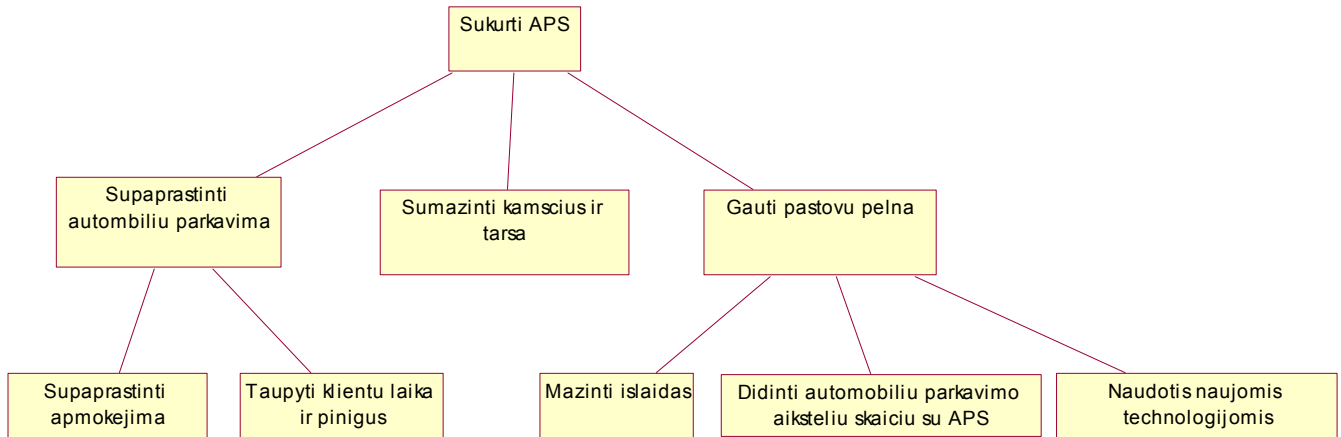 Sukurti APS
Supaprastinti
autombiliu parkavima
Sumazinti kamscius ir
tarsa
Gauti pastovu pelna
Supaprastinti
apmokejima
Taupyti klientu laika
ir pinigus
Mazinti islaidas
Didinti automobiliu parkavimo
aiksteliu skaiciu su APS
Naudotis naujomis
technologijomis